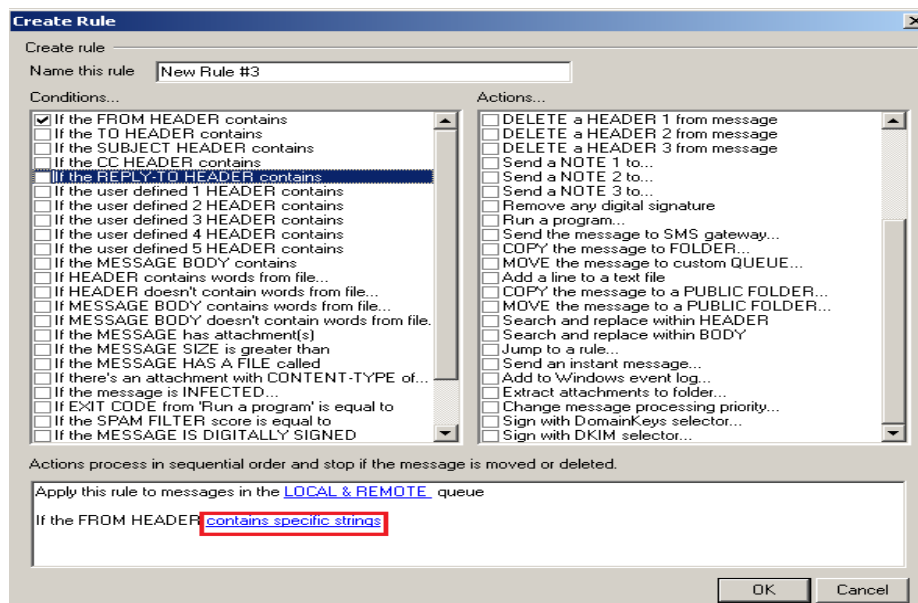 Create Rule
Create rule
Name this rule New Rule #3
Conditions...
If the FROM HEADER contains
If the TO HEADER contains
If the SUBJECT HEADER contains
If the CC HEADER contains
If the REPLY-TO HEADER contains
If the user defined 1 HEADER contains
If the user defined 2 HEADER contains
If the user defined 3 HEADER contains
If the user defined 4 HEADER contains
If the user defined 5 HEADER contains
If the MESSAGE BODY contains
If HEADER contains words from file...
If HEADER doesn't contain words from file...
If MESSAGE BODY contains words from file...
If MESSAGE BODY doesn't contain words from file.
If the MESSAGE has attachment(s)
If the MESSAGE SIZE is greater than
If the MESSAGE HAS A FILE called
If there's an attachment with CONTENT-TYPE of...
If the message is INFECTED...
If EXIT CODE from 'Run a program' is equal to
If the SPAM FILTER score is equal to
If the MESSAGE IS DIGITALLY SIGNED
Actions...
DELETE a HEADER 1 from message
DELETE a HEADER 2 from message
DELETE a HEADER 3 from message
Send a NOTE 1 to...
Send a NOTE 2 to...
Send a NOTE 3 to...
Remove any digital signature
Run a program...
Send the message to SMS gateway...
COPY the message to FOLDER...
MOVE the message to custom QUEUE...
Add a line to a text file
COPY the message to a PUBLIC FOLDER...
MOVE the message to a PUBLIC FOLDER...
Search and replace within HEADER
Search and replace within BODY
Jump to a rule...
Send an instant message...
Add to Windows event log...
Extract attachments to folder...
Change message processing priority...
Sign with DomainKeys selector...
Sign with DKIM selector...
Actions process in sequential order and stop if the message is moved or deleted.
Apply this rule to messages in the LOCAL & REMOTE queue
If the FROM HEADER contains specific strings
OK Cancel